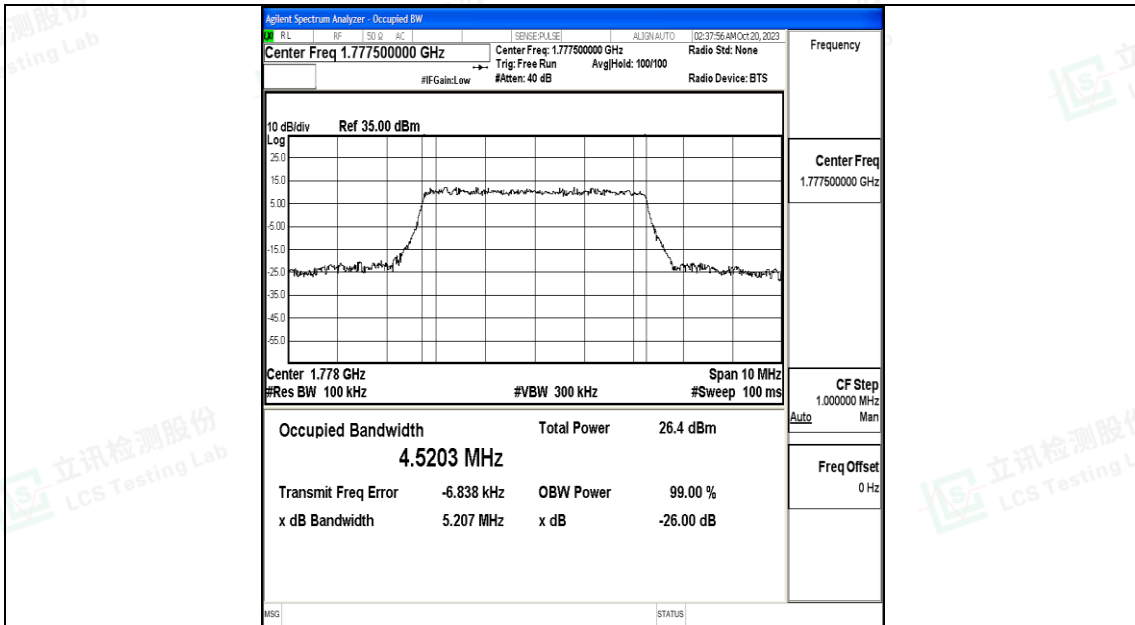 Agilent Spectrum Analyzer - Occupied BW
RL RF 50 Ω AC SENSE:PULSE ALIGN AUTO 02:37:56 AM Oct 20, 2023
Center Freq 1.777500000 GHz
Center Freq: 1.777500000 GHz Radio Std: None
Trig: Free Run Avg|Hold: 100/100
#IFGain:Low #Atten: 40 dB Radio Device: BTS
10 dB/div Ref 35.00 dBm
Log
25.0
15.0
5.00
-5.00
-15.0
-25.0
-35.0
-45.0
-55.0
Center 1.778 GHz Span 10 MHz
#Res BW 100 kHz #VBW 300 kHz #Sweep 100 ms
Occupied Bandwidth Total Power 26.4 dBm
4.5203 MHz
Transmit Freq Error -6.838 kHz OBW Power 99.00 %
x dB Bandwidth 5.207 MHz x dB -26.00 dB
MSG STATUS
Frequency
Center Freq
1.777500000 GHz
CF Step
1.000000 MHz
Auto Man
Freq Offset
0 Hz
立讯检测股份
LCS Testing Lab
立讯检测股份
LCS Testing L
测股份
esting Lab